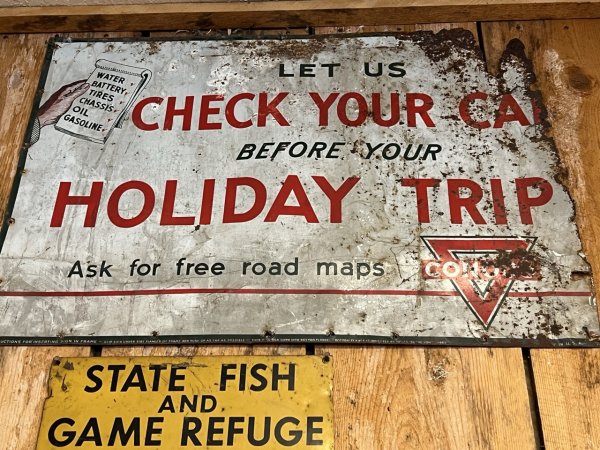 WATER
BATTERY
TIRES
CHASSIS
OIL
GASOLINE
LET US
CHECK YOUR CA
BEFORE YOUR
HOLIDAY TRIP
Ask for free road maps
STATE FISH
AND
GAME REFUGE